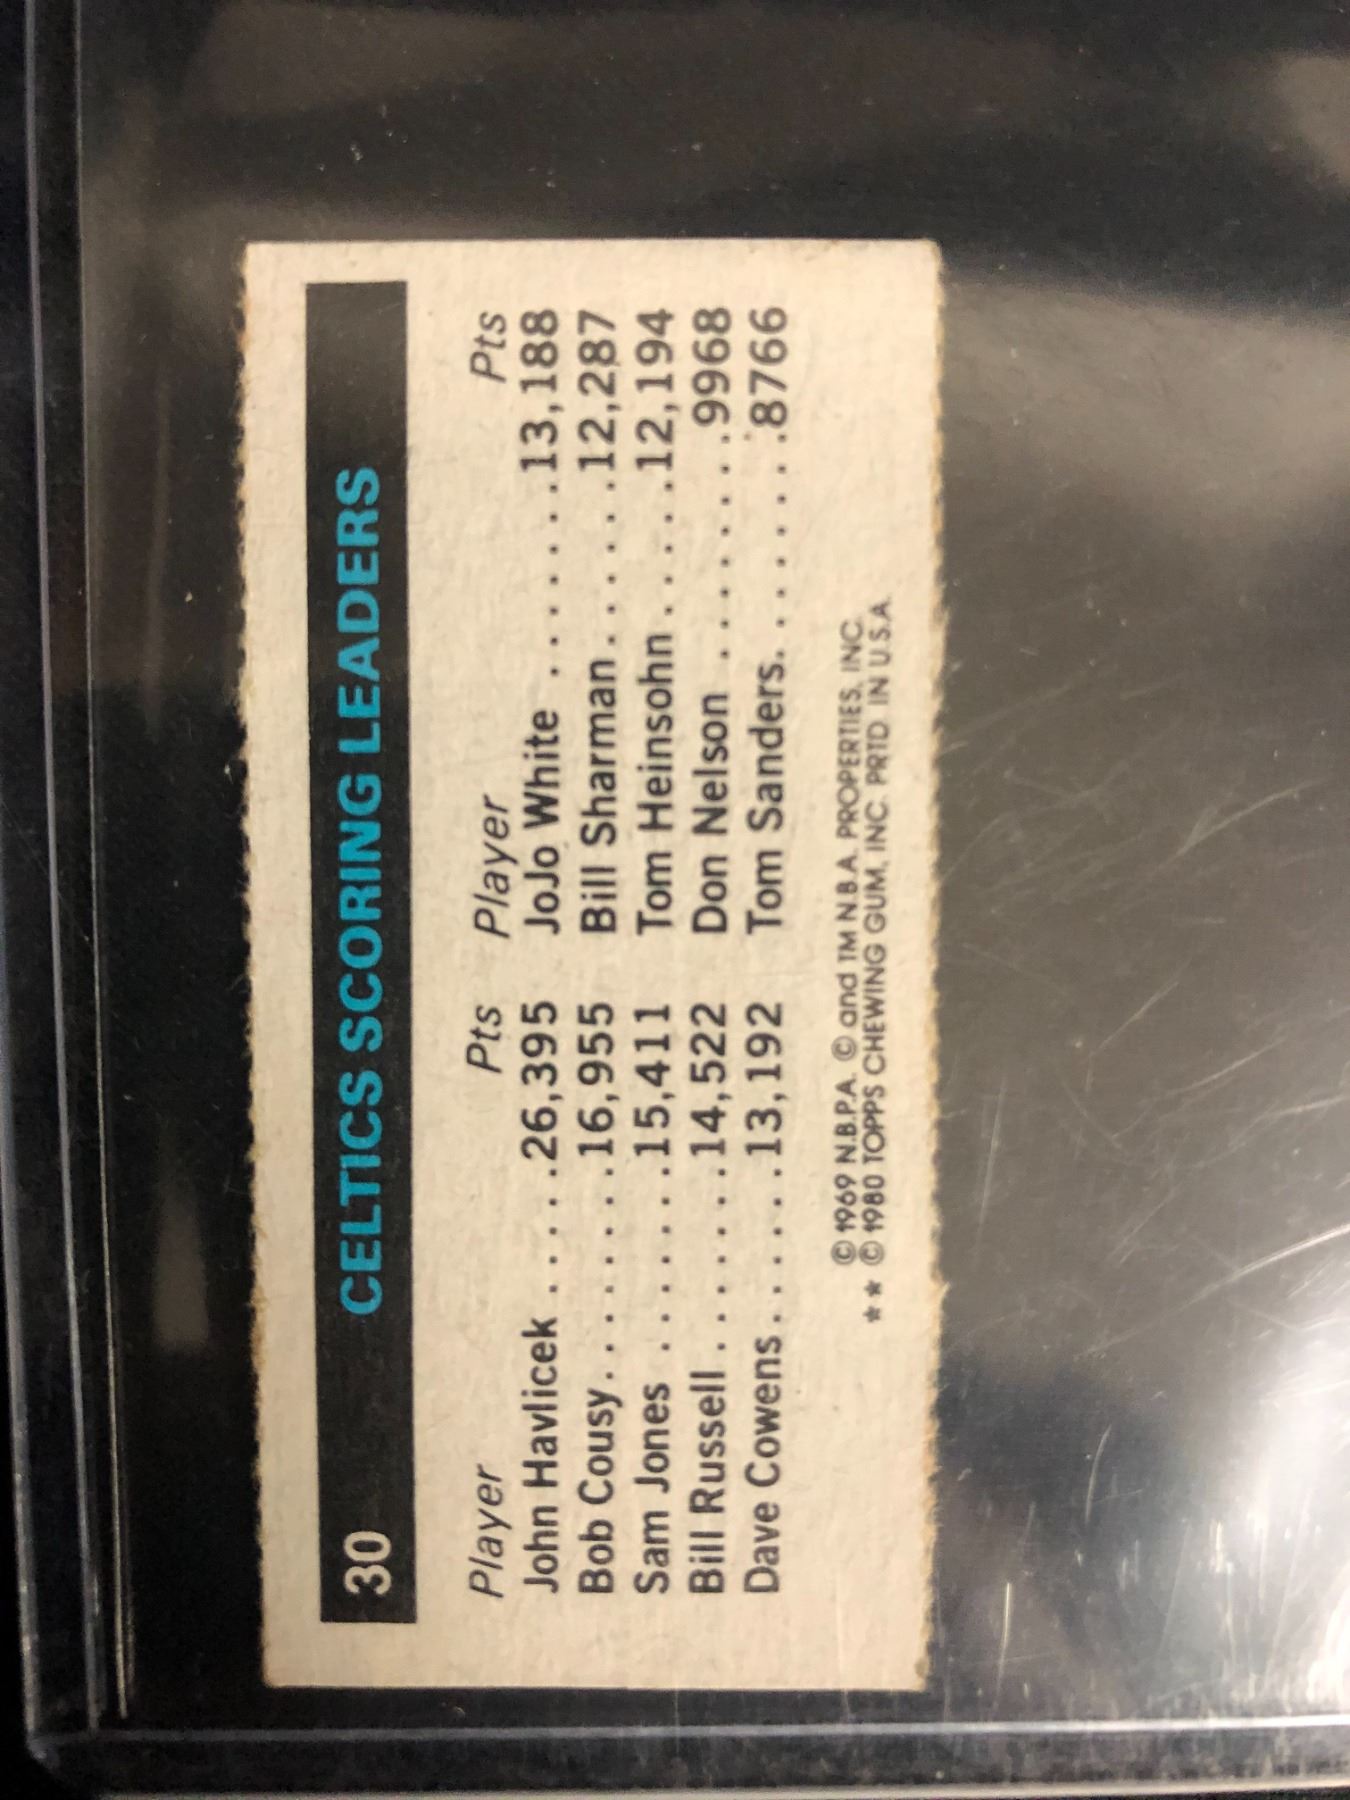 30 CELTICS SCORING LEADERS
Player Pts Player Pts
John Havlicek . . . . .26,395 JoJo White . . . . . . .13,188
Bob Cousy. . . . . . . .16,955 Bill Sharman. . . . . .12,287
Sam Jones . . . . . . .15,411 Tom Heinsohn. . . . .12,194
Bill Russell . . . . . . .14,522 Don Nelson . . . . . . . .9968
Dave Cowens. . . . . .13,192 Tom Sanders. . . . . . .8766
© 1969 N.B.P.A. © and TM N.B.A. PROPERTIES, INC.
★★ © 1980 TOPPS CHEWING GUM, INC. PRTD. IN U.S.A.